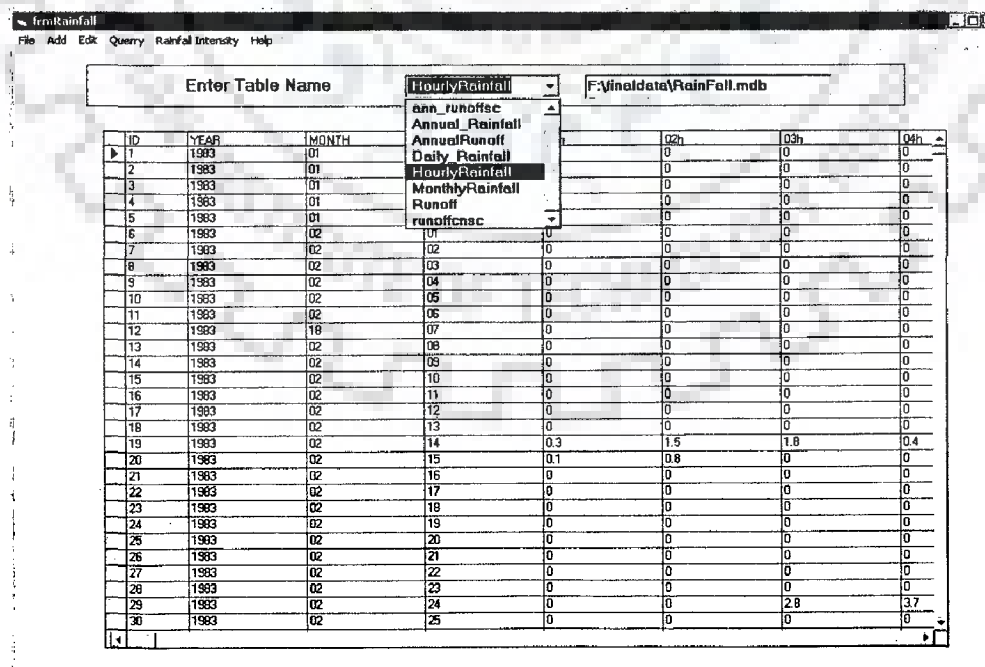 frmRainfall
File Add Edit Querry Rainfall Intensity Help
Enter Table Name HourlyRainfall F:\finaldata\RainFall.mdb
ann_runoffsc
Annual_Rainfall
AnnualRunoff
Daily_Rainfall
HourlyRainfall
MonthlyRainfall
Runoff
runoffcnsc
ID YEAR MONTH 02h 03h 04h
1 1983 01 0 0 0
2 1983 01 0 0 0
3 1983 01 0 0 0
4 1983 01 0 0 0
5 1983 01 0 0 0
6 1983 02 01 0 0 0 0
7 1983 02 02 0 0 0 0
8 1983 02 03 0 0 0 0
9 1983 02 04 0 0 0 0
10 1983 02 05 0 0 0 0
11 1983 02 06 0 0 0 0
12 1983 18 07 0 0 0 0
13 1983 02 08 0 0 0 0
14 1983 02 09 0 0 0 0
15 1983 02 10 0 0 0 0
16 1983 02 11 0 0 0 0
17 1983 02 12 0 0 0 0
18 1983 02 13 0 0 0 0
19 1983 02 14 0.3 1.5 1.8 0.4
20 1983 02 15 0.1 0.8 0 0
21 1983 02 16 0 0 0 0
22 1983 02 17 0 0 0 0
23 1983 02 18 0 0 0 0
24 1983 02 19 0 0 0 0
25 1983 02 20 0 0 0 0
26 1983 02 21 0 0 0 0
27 1983 02 22 0 0 0 0
28 1983 02 23 0 0 0 0
29 1983 02 24 0 0 2.8 3.7
30 1983 02 25 0 0 0 0